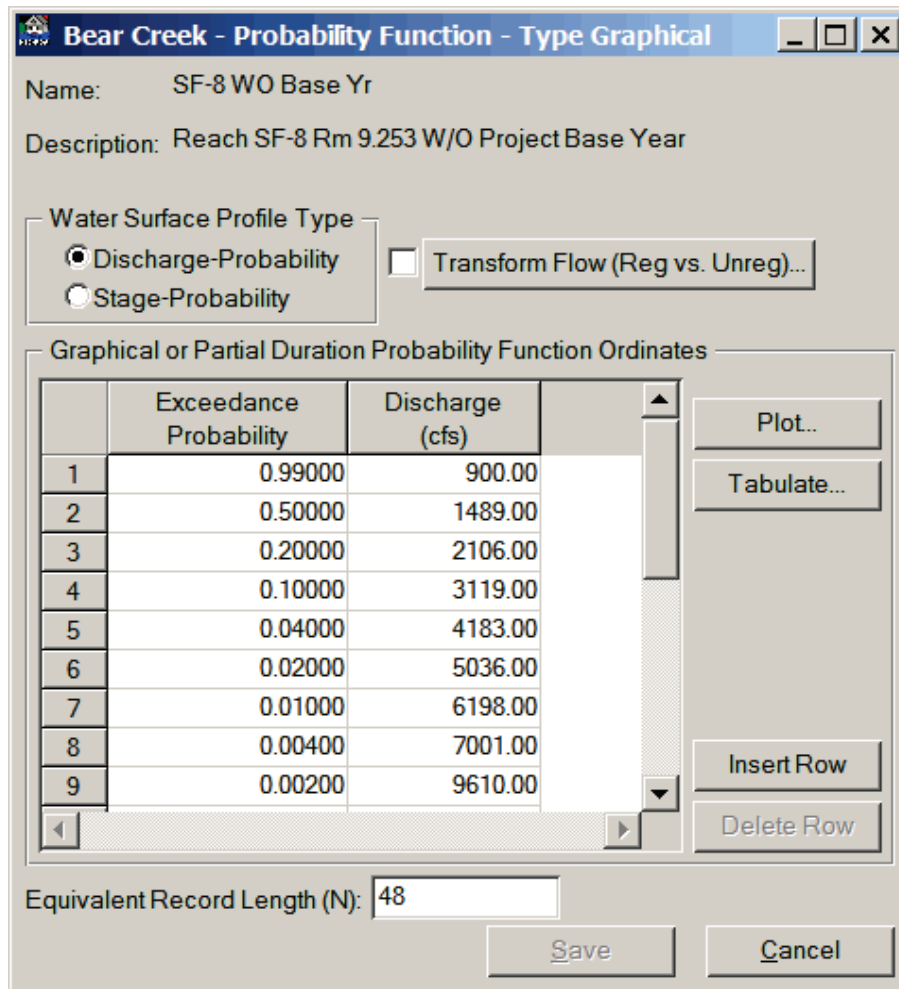 Bear Creek - Probability Function - Type Graphical
Name: SF-8 WO Base Yr
Description: Reach SF-8 Rm 9.253 W/O Project Base Year
Water Surface Profile Type
Discharge-Probability
Stage-Probability
Transform Flow (Reg vs. Unreg)...
Graphical or Partial Duration Probability Function Ordinates
Exceedance Probability Discharge (cfs)
1 0.99000 900.00
2 0.50000 1489.00
3 0.20000 2106.00
4 0.10000 3119.00
5 0.04000 4183.00
6 0.02000 5036.00
7 0.01000 6198.00
8 0.00400 7001.00
9 0.00200 9610.00
Plot...
Tabulate...
Insert Row
Delete Row
Equivalent Record Length (N): 48
Save Cancel